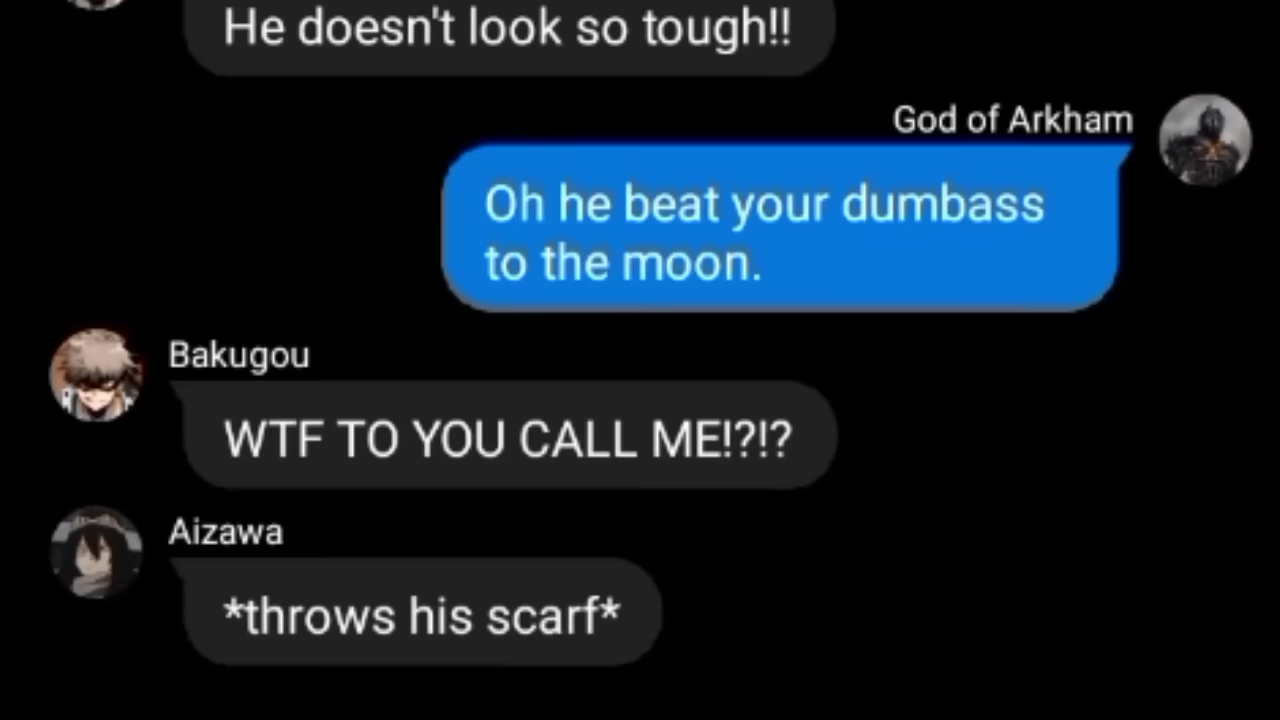 He doesn't look so tough!!
God of Arkham
Oh he beat your dumbass
to the moon.
Bakugou
WTF TO YOU CALL ME!?!?
Aizawa
*throws his scarf*